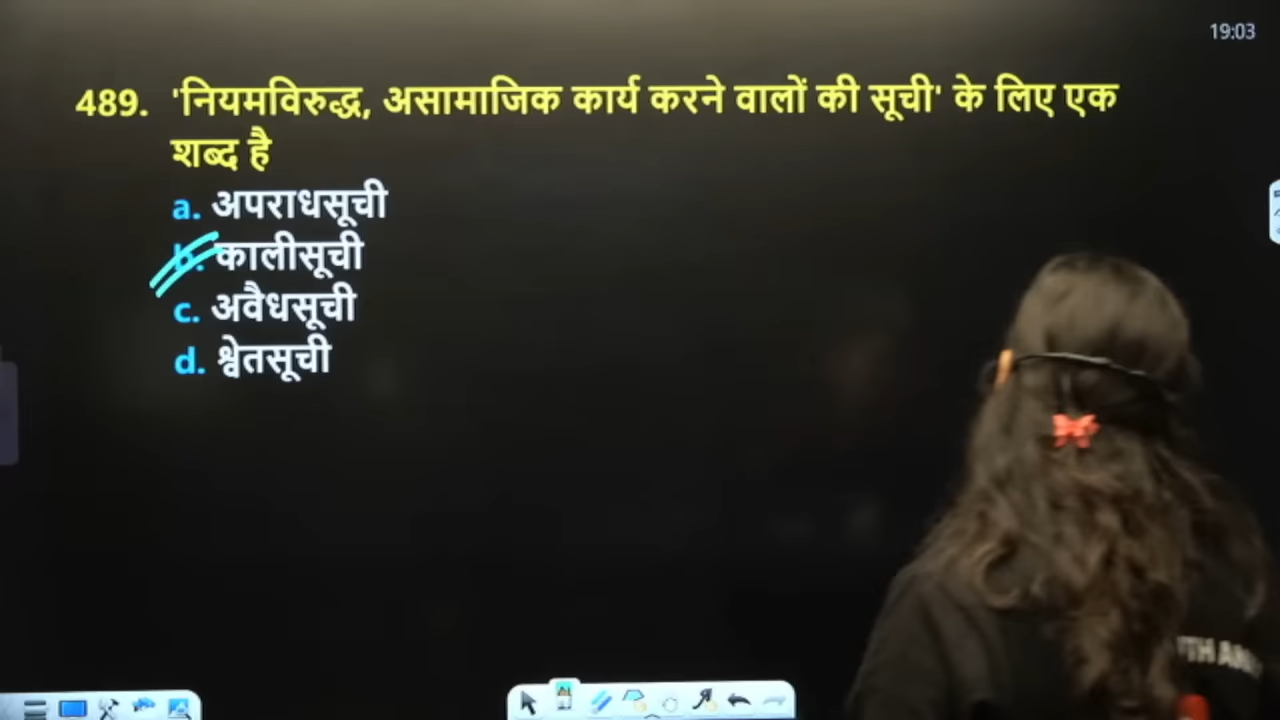 19:03
489. 'नियमविरुद्ध, असामाजिक कार्य करने वालों की सूची' के लिए एक
शब्द है
a. अपराधसूची
b. कालीसूची
c. अवैधसूची
d. श्वेतसूची